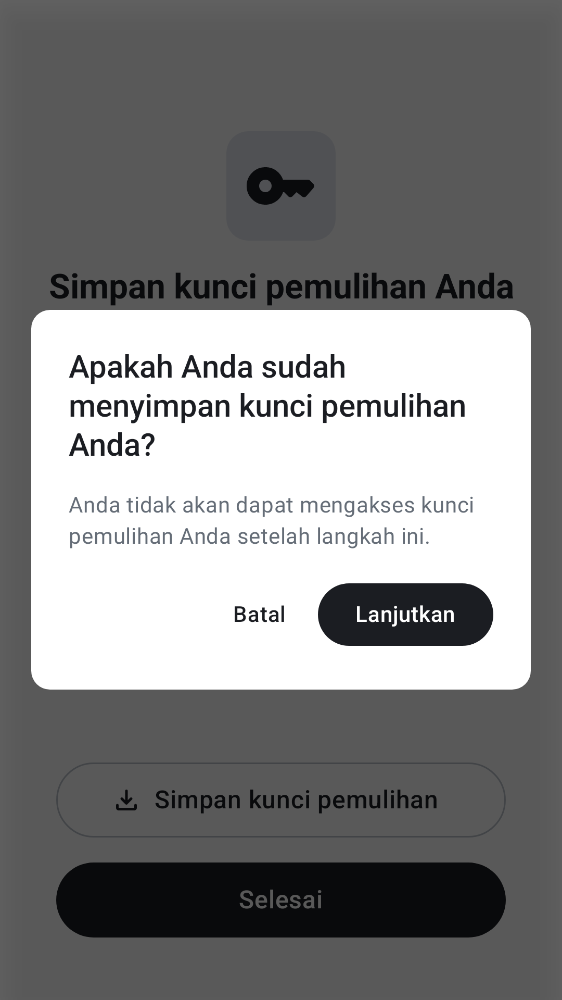 Simpan kunci pemulihan Anda
Apakah Anda sudah
menyimpan kunci pemulihan
Anda?
Anda tidak akan dapat mengakses kunci
pemulihan Anda setelah langkah ini.
Batal
Lanjutkan
Simpan kunci pemulihan
Selesai